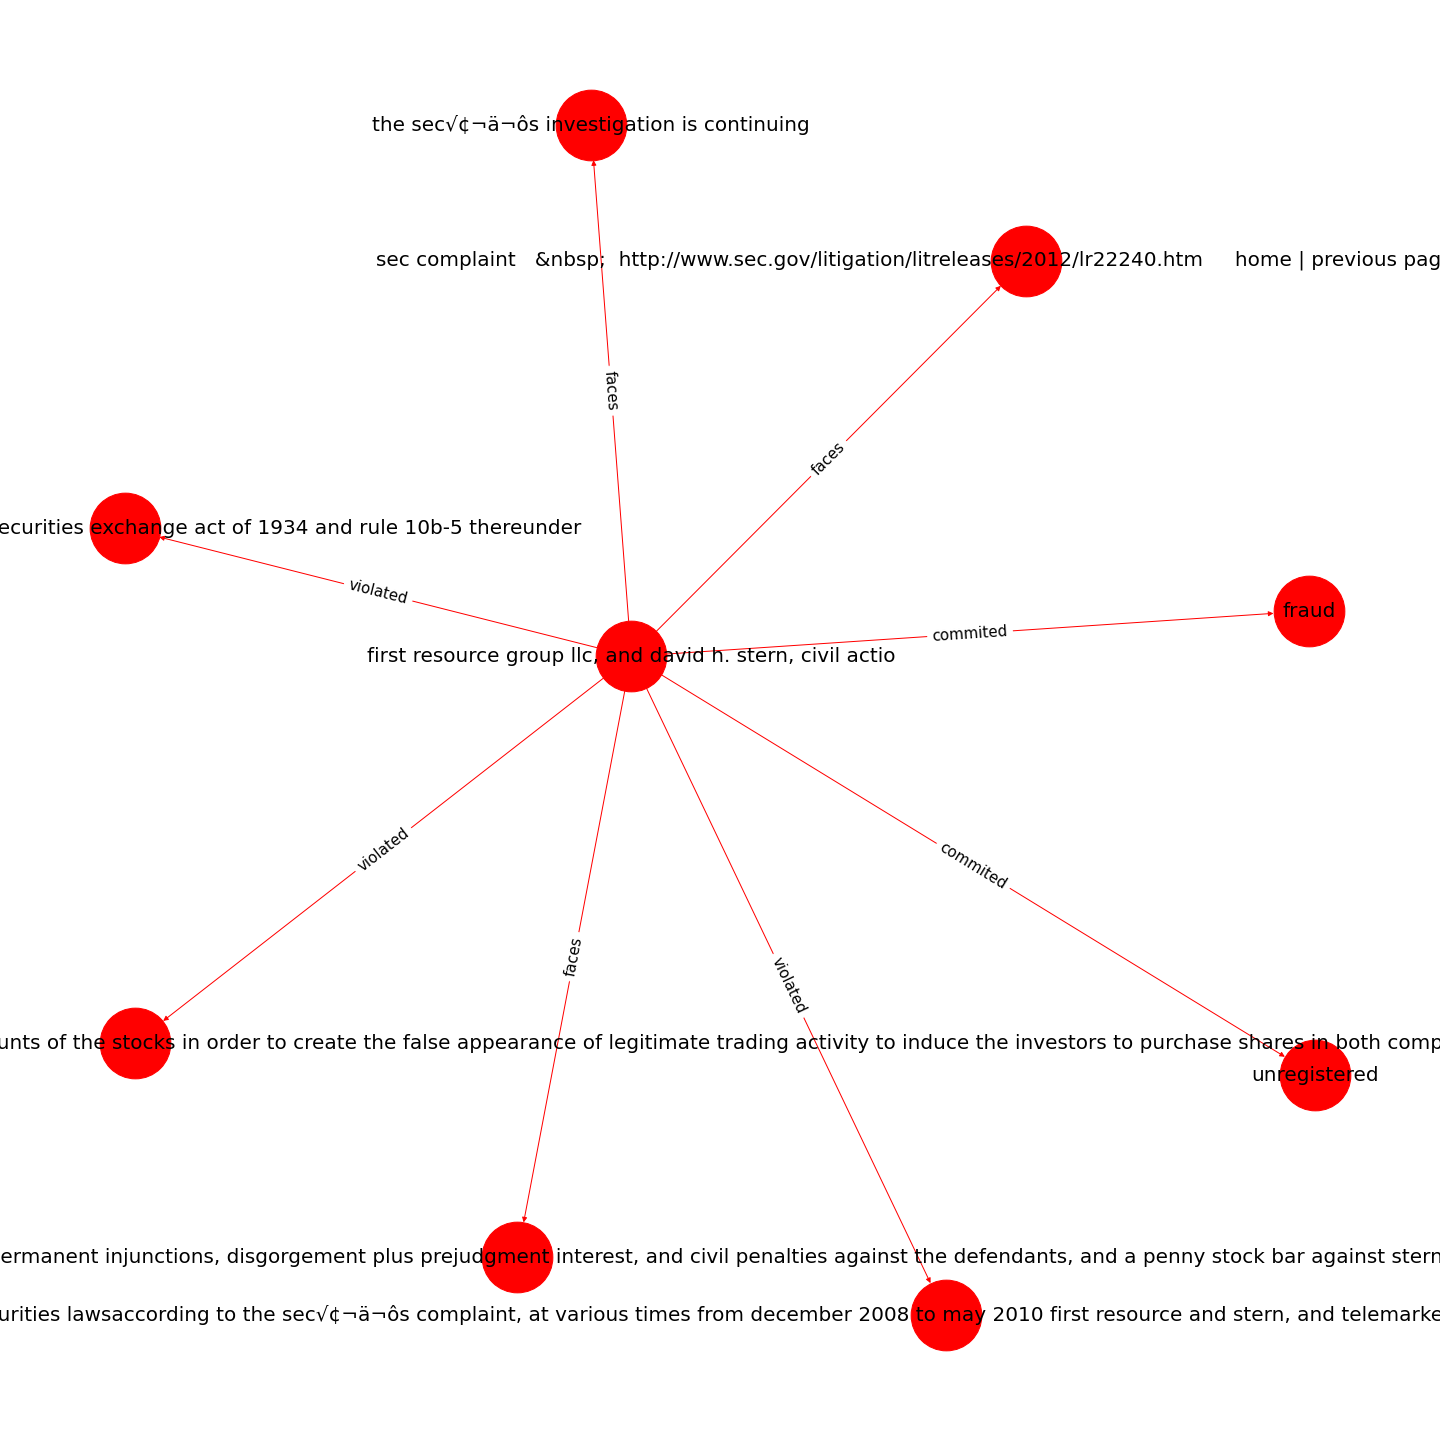 the sec√¢¬ä¬ôs investigation is continuing
sec complaint   &nbsp;  http://www.sec.gov/litigation/litreleases/2012/lr22240.htm     home | previous pag
faces
faces
ecurities exchange act of 1934 and rule 10b-5 thereunder
violated
fraud
commited
first resource group llc, and david h. stern, civil actio
violated
commited
faces
violated
unts of the stocks in order to create the false appearance of legitimate trading activity to induce the investors to purchase shares in both comp
unregistered
ermanent injunctions, disgorgement plus prejudgment interest, and civil penalties against the defendants, and a penny stock bar against stern
urities lawsaccording to the sec√¢¬ä¬ôs complaint, at various times from december 2008 to may 2010 first resource and stern, and telemarke